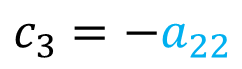 c₃ = −a₂₂